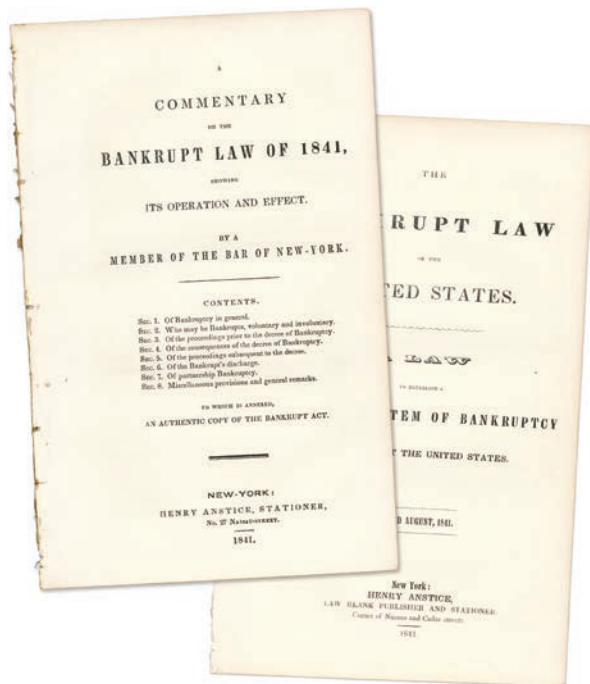 A
COMMENTARY
ON THE
BANKRUPT LAW OF 1841,
SHOWING
ITS OPERATION AND EFFECT.
BY A
MEMBER OF THE BAR OF NEW-YORK.
CONTENTS.
Sec. 1. Of Bankruptcy in general.
Sec. 2. Who may be Bankrupts, voluntary and involuntary.
Sec. 3. Of the proceedings prior to the decree of Bankruptcy.
Sec. 4. Of the consequences of the decree of Bankruptcy.
Sec. 5. Of the proceedings subsequent to the decree.
Sec. 6. Of the Bankrupt's discharge.
Sec. 7. Of partnership Bankruptcy.
Sec. 8. Miscellaneous provisions and general remarks.
TO WHICH IS ANNEXED,
AN AUTHENTIC COPY OF THE BANKRUPT ACT.
NEW-YORK:
HENRY ANSTICE, STATIONER,
No. 27 NASSAU-STREET.
1841.
THE
RUPT LAW
OF THE
TED STATES.
A LAW
TO ESTABLISH A
TEM OF BANKRUPTCY
THE UNITED STATES.
AUGUST, 1841.
New York:
HENRY ANSTICE,
LAW BLANK PUBLISHER AND STATIONER
Corner of Nassau and Cedar streets
1841.